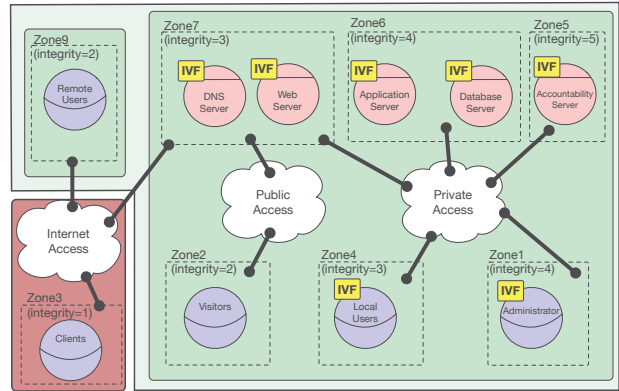 Zone9
(integrity=2)
Remote
Users
Zone7
(integrity=3)
IVF
DNS
Server
IVF
Web
Server
Zone6
(integrity=4)
IVF
Application
Server
IVF
Database
Server
Zone5
(integrity=5)
IVF
Accountability
Server
Internet
Access
Public
Access
Private
Access
Zone3
(integrity=1)
Clients
Zone2
(integrity=2)
Visitors
Zone4
(integrity=3)
IVF
Local
Users
Zone1
(integrity=4)
IVF
Administrator